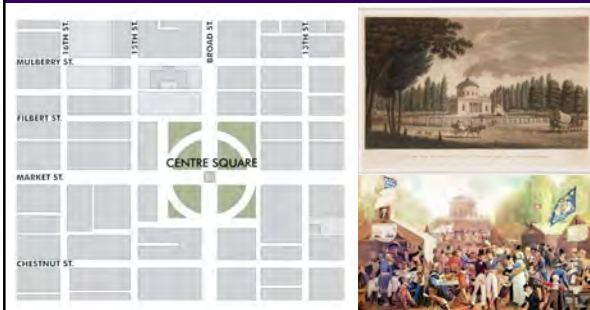 16TH ST.
15TH ST.
BROAD ST.
13TH ST.
MULBERRY ST.
FILBERT ST.
CENTRE SQUARE
MARKET ST.
CHESTNUT ST.